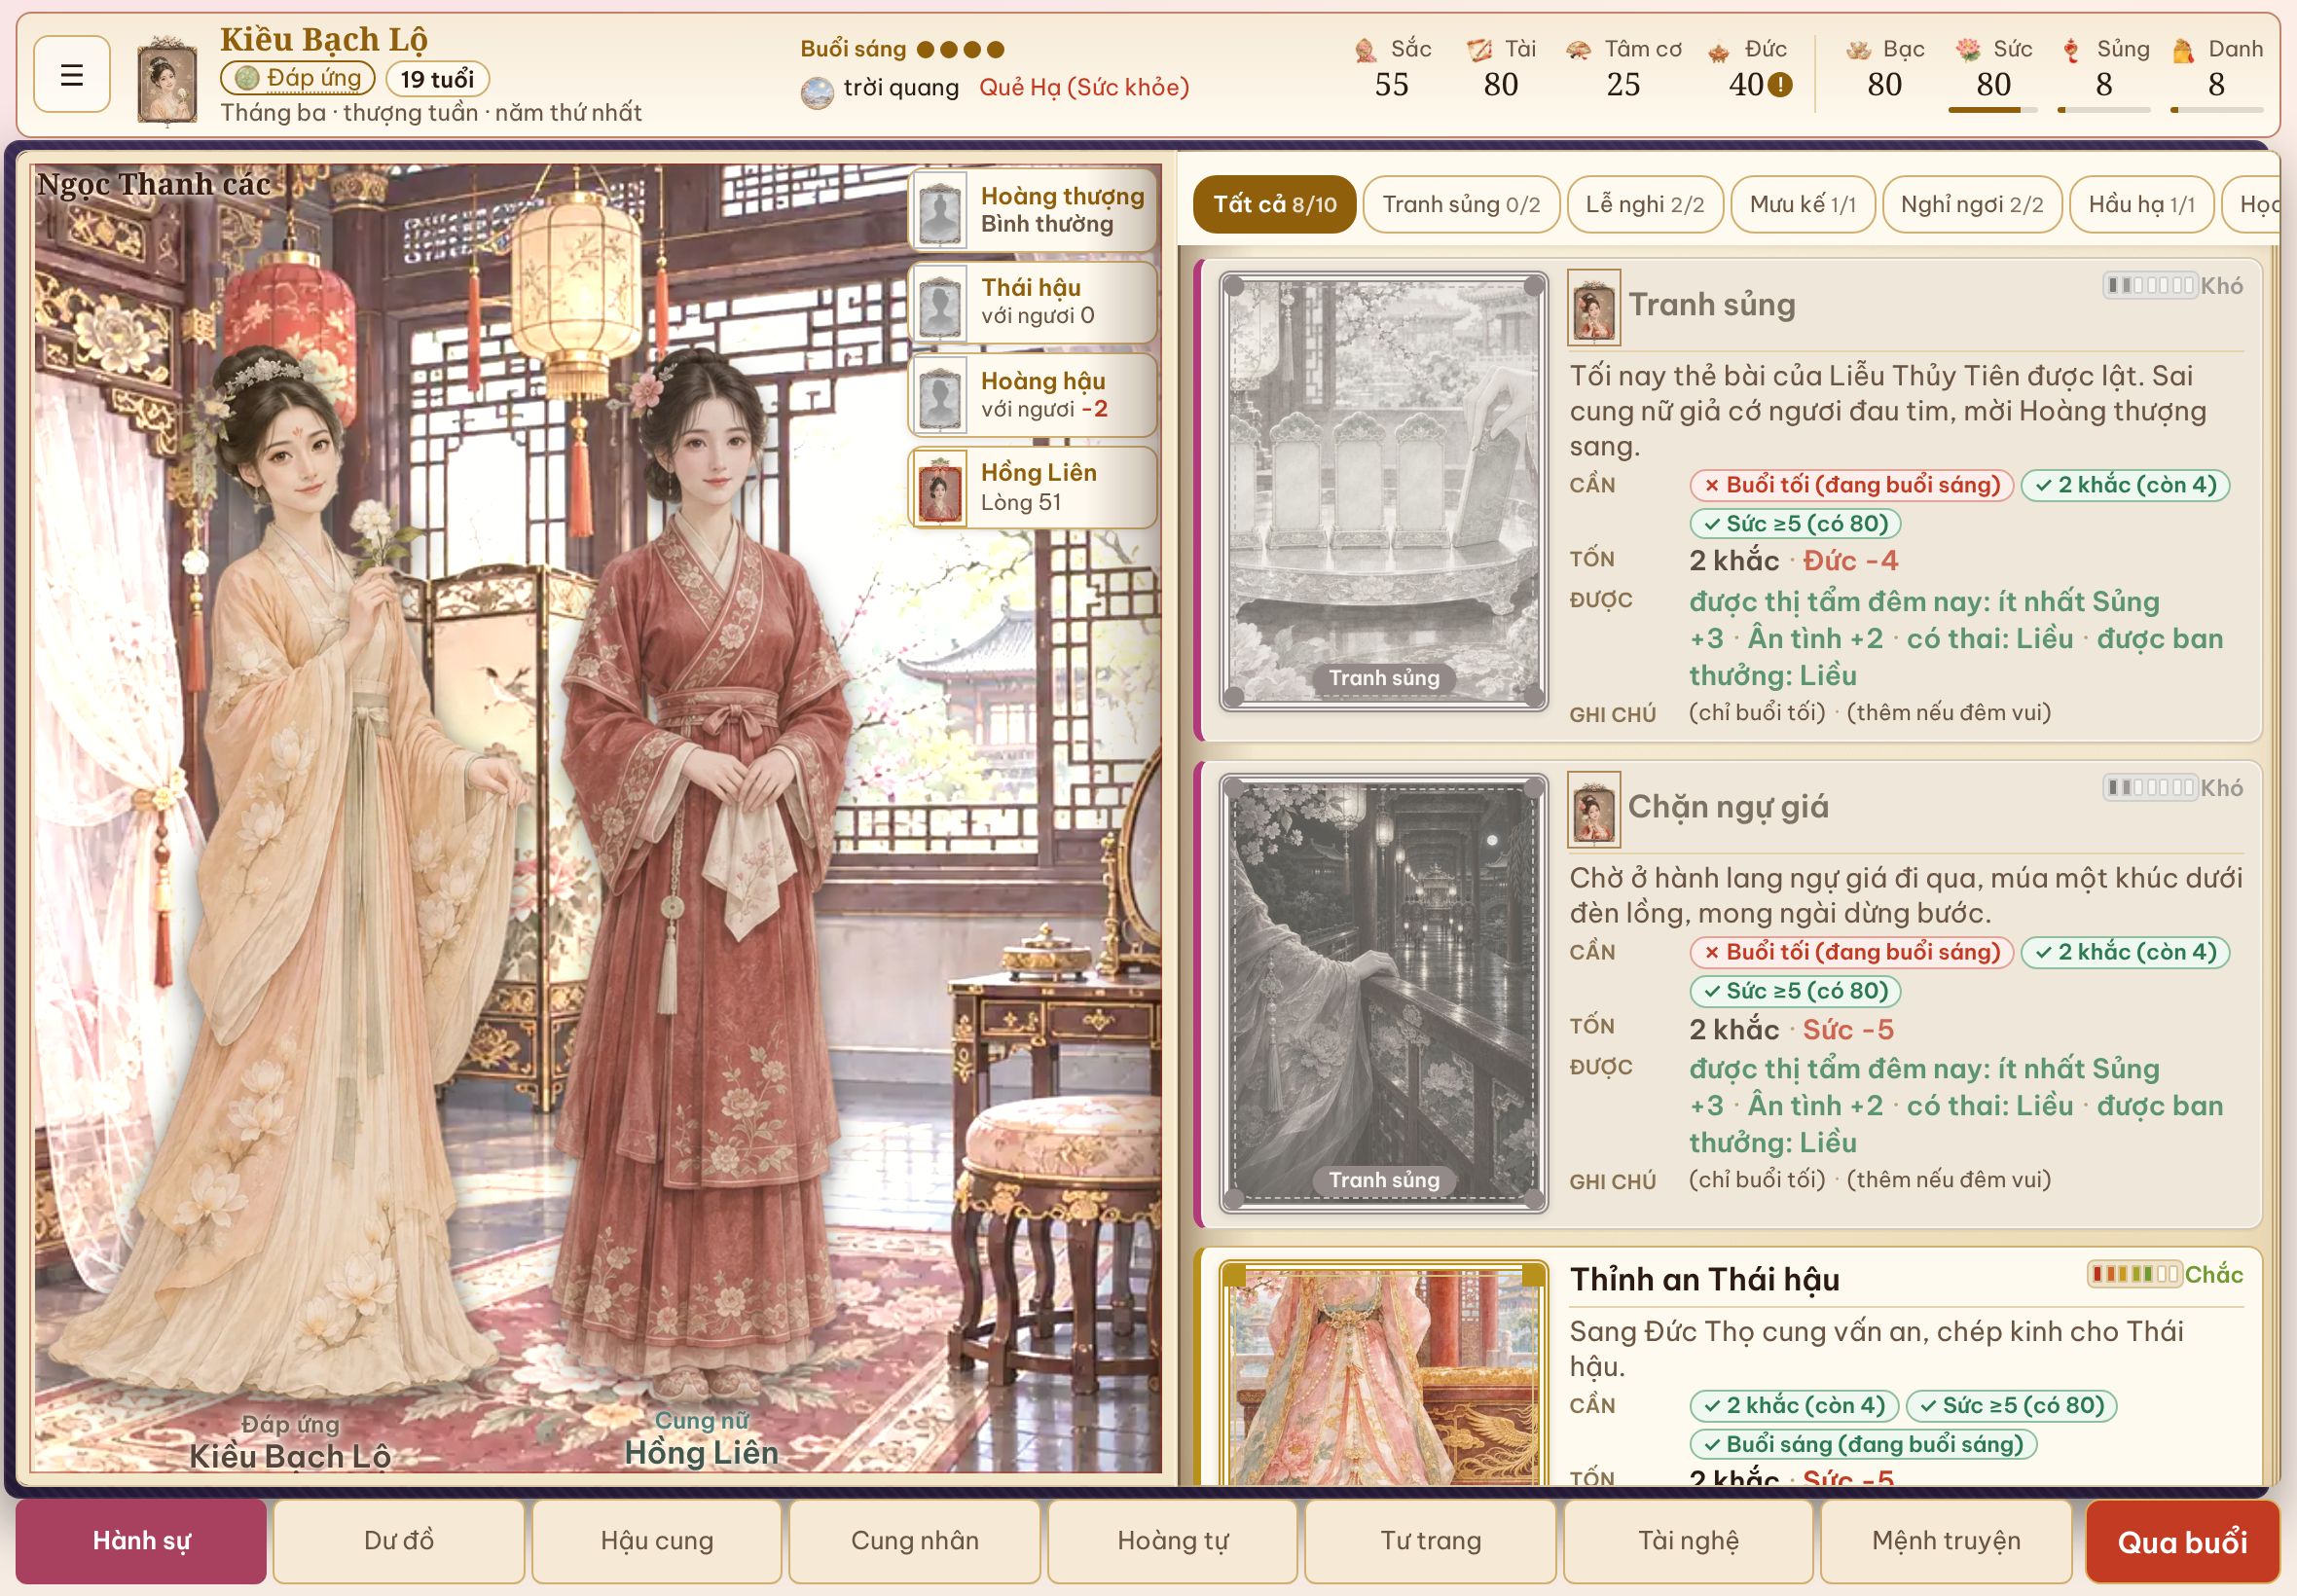 ☰
Kiều Bạch Lộ
Đáp ứng
19 tuổi
Tháng ba · thượng tuần · năm thứ nhất
Buổi sáng
trời quang Quẻ Hạ (Sức khỏe)
Sắc
55
Tài
80
Tâm cơ
25
Đức
40 !
Bạc
80
Sức
80
Sủng
8
Danh
8
Ngọc Thanh các
Hoàng thượng
Bình thường
Thái hậu
với ngươi 0
Hoàng hậu
với ngươi -2
Hồng Liên
Lòng 51
Đáp ứng
Kiều Bạch Lộ
Cung nữ
Hồng Liên
Tất cả 8/10
Tranh sủng 0/2
Lễ nghi 2/2
Mưu kế 1/1
Nghỉ ngơi 2/2
Hầu hạ 1/1
Tranh sủng
Tranh sủng
Khó
Tối nay thẻ bài của Liễu Thủy Tiên được lật. Sai
cung nữ giả cớ ngươi đau tim, mời Hoàng thượng
sang.
CẦN
× Buổi tối (đang buổi sáng) ✓ 2 khắc (còn 4)
✓ Sức ≥5 (có 80)
TỐN
2 khắc · Đức -4
ĐƯỢC
được thị tẩm đêm nay: ít nhất Sủng
+3 · Ân tình +2 · có thai: Liều · được ban
thưởng: Liều
GHI CHÚ
(chỉ buổi tối) · (thêm nếu đêm vui)
Tranh sủng
Chặn ngự giá
Khó
Chờ ở hành lang ngự giá đi qua, múa một khúc dưới
đèn lồng, mong ngài dừng bước.
CẦN
× Buổi tối (đang buổi sáng) ✓ 2 khắc (còn 4)
✓ Sức ≥5 (có 80)
TỐN
2 khắc · Sức -5
ĐƯỢC
được thị tẩm đêm nay: ít nhất Sủng
+3 · Ân tình +2 · có thai: Liều · được ban
thưởng: Liều
GHI CHÚ
(chỉ buổi tối) · (thêm nếu đêm vui)
Thỉnh an Thái hậu
Chắc
Sang Đức Thọ cung vấn an, chép kinh cho Thái
hậu.
CẦN
✓ 2 khắc (còn 4) ✓ Sức ≥5 (có 80)
✓ Buổi sáng (đang buổi sáng)
TỐN
2 khắc · Sức -5
Hành sự
Dư đồ
Hậu cung
Cung nhân
Hoàng tự
Tư trang
Tài nghệ
Mệnh truyện
Qua buổi